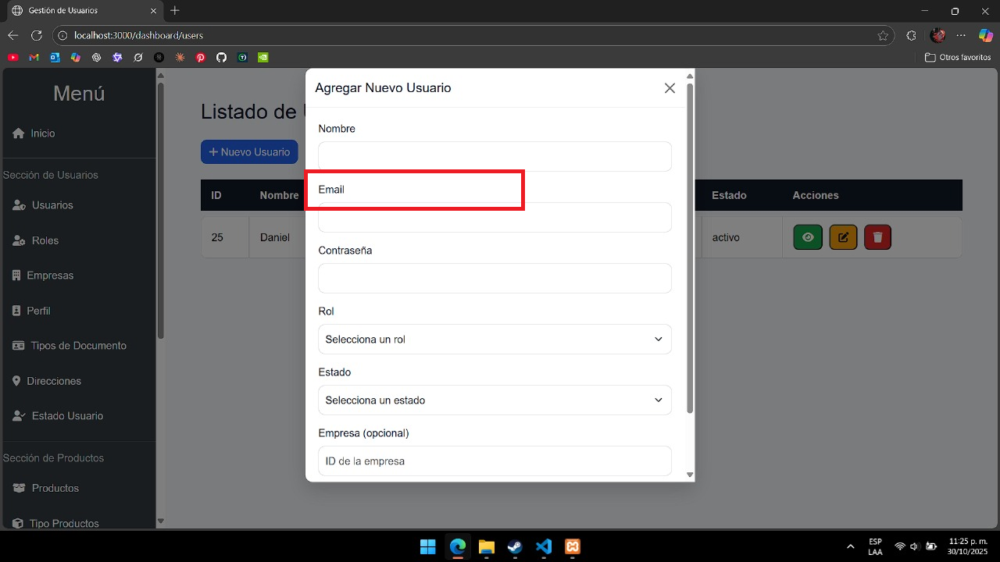 Gestión de Usuarios
localhost:3000/dashboard/users
Otros favoritos
Menú
Inicio
Sección de Usuarios
Usuarios
Roles
Empresas
Perfil
Tipos de Documento
Direcciones
Estado Usuario
Sección de Productos
Productos
Tipo Productos
Listado de
+ Nuevo Usuario
ID Nombre Estado Acciones
25 Daniel activo
Agregar Nuevo Usuario
Nombre
Email
Contraseña
Rol
Selecciona un rol
Estado
Selecciona un estado
Empresa (opcional)
ID de la empresa
ESP
LAA
11:25 p. m.
30/10/2025